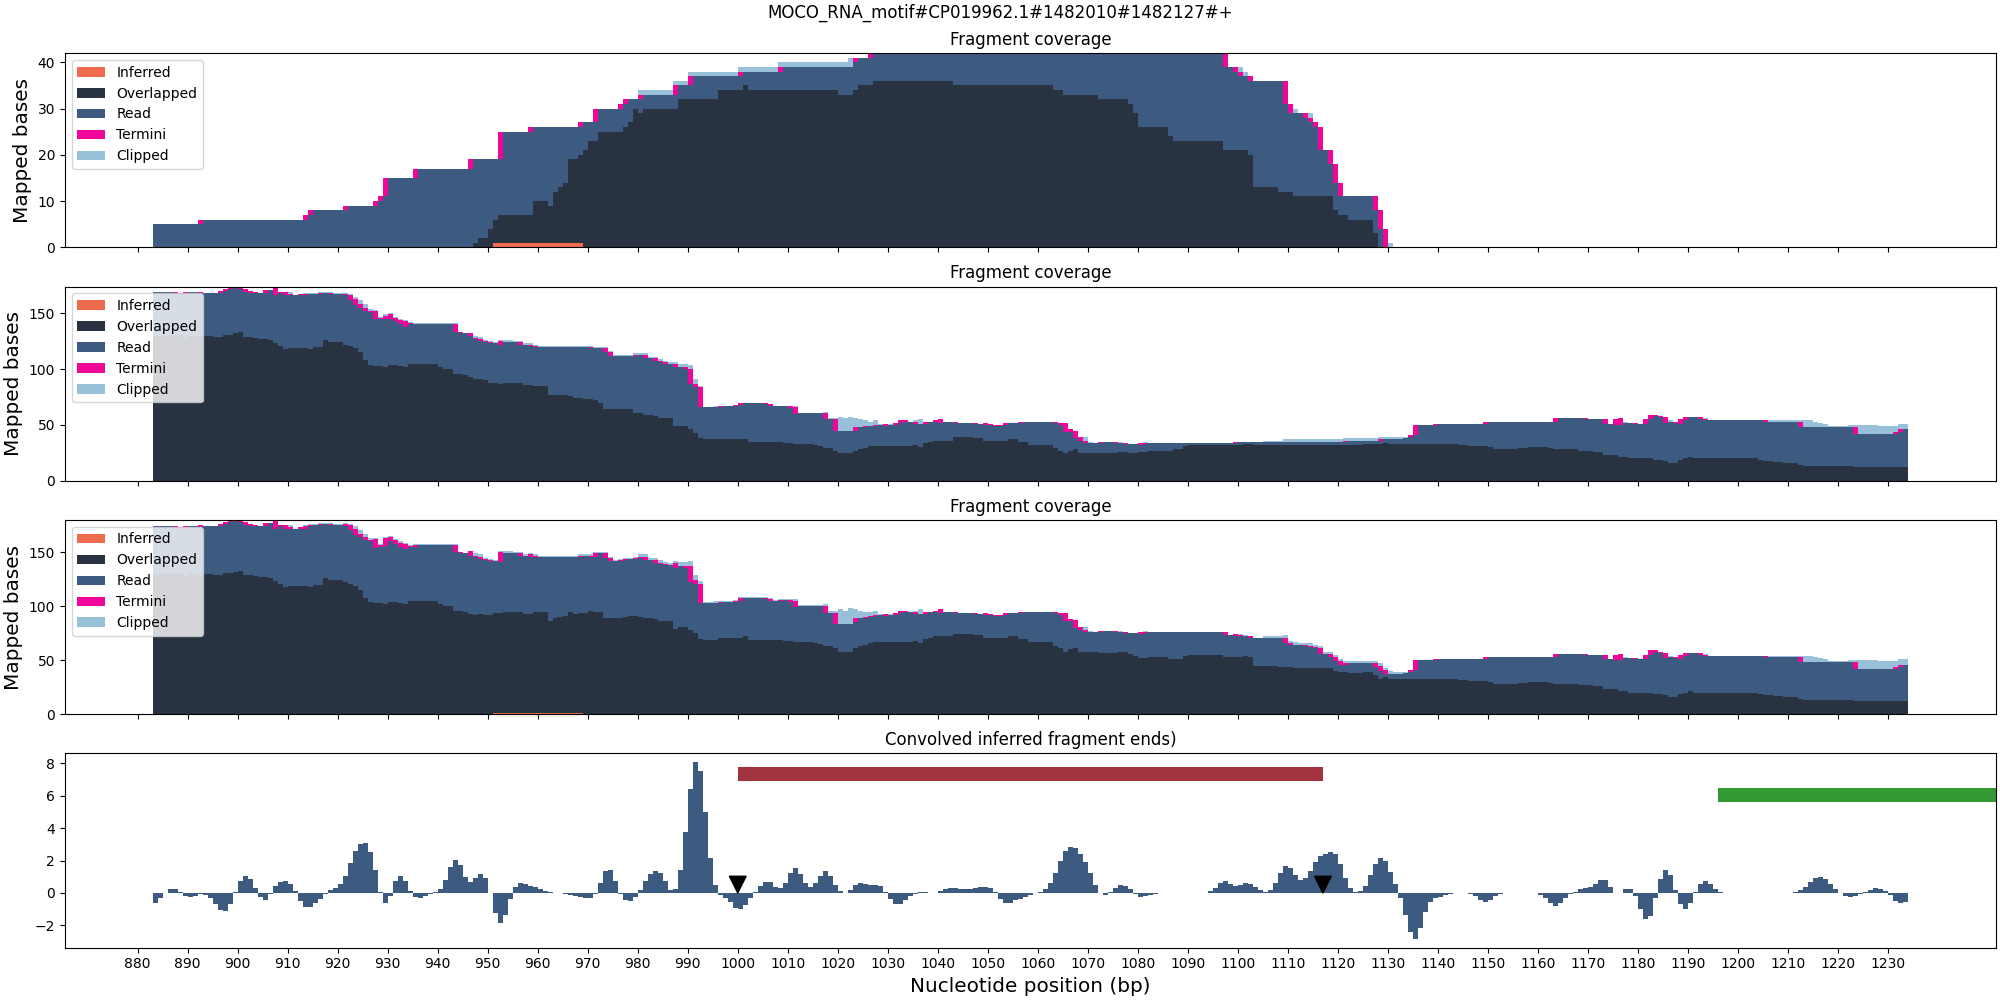 MOCO_RNA_motif#CP019962.1#1482010#1482127#+
Fragment coverage
Mapped bases
40
30
20
10
0
Inferred
Overlapped
Read
Termini
Clipped
Fragment coverage
Mapped bases
150
100
50
0
Inferred
Overlapped
Read
Termini
Clipped
Fragment coverage
Mapped bases
150
100
50
0
Inferred
Overlapped
Read
Termini
Clipped
Convolved inferred fragment ends)
8
6
4
2
0
−2
880 890 900 910 920 930 940 950 960 970 980 990 1000 1010 1020 1030 1040 1050 1060 1070 1080 1090 1100 1110 1120 1130 1140 1150 1160 1170 1180 1190 1200 1210 1220 1230
Nucleotide position (bp)